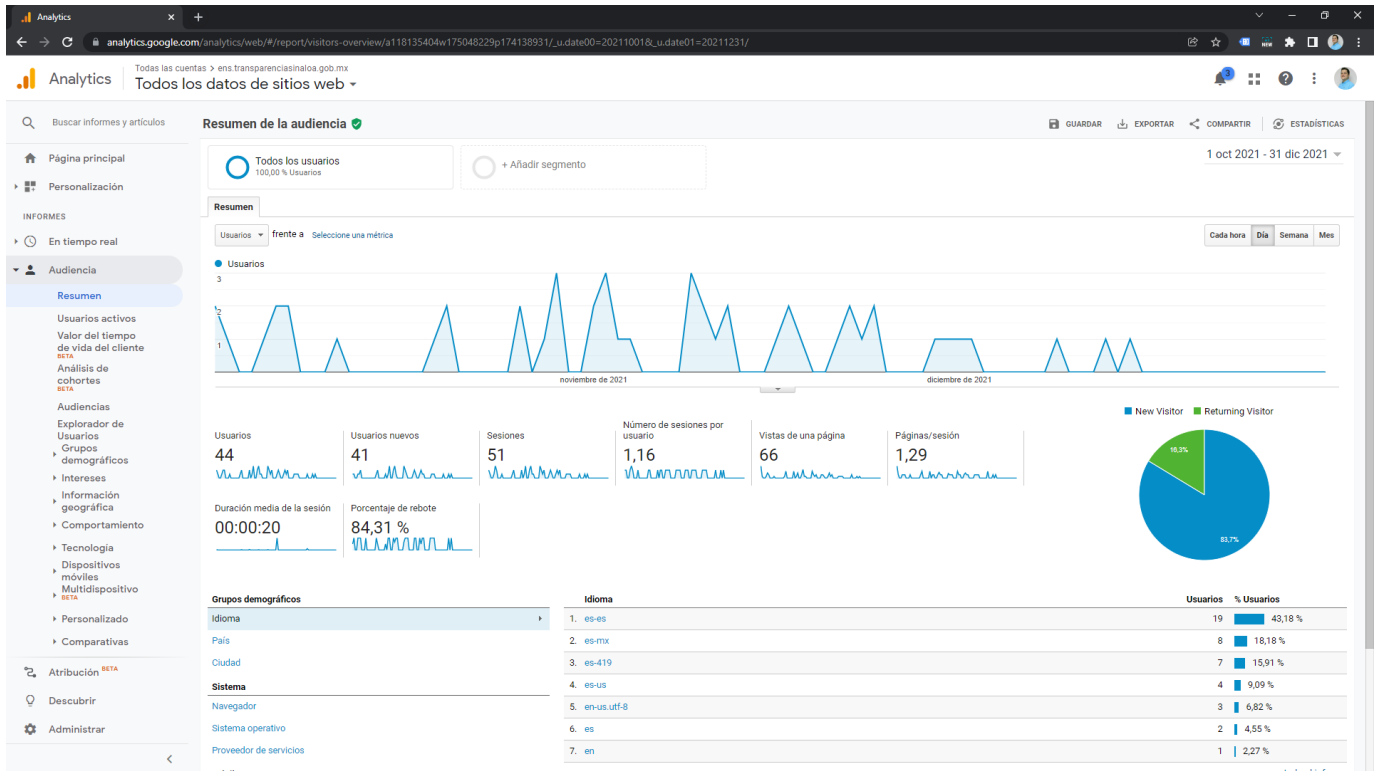 Analytics
analytics.google.com/analytics/web/#/report/visitors-overview/a118135404w175048229p174138931/_u.date00=20211001&_u.date01=20211231/
Analytics
Todas las cuentas > ens.transparenciasinaloa.gob.mx
Todos los datos de sitios web
3
Buscar informes y artículos
Página principal
Personalización
INFORMES
En tiempo real
Audiencia
Resumen
Usuarios activos
Valor del tiempo
de vida del cliente
BETA
Análisis de
cohortes
BETA
Audiencias
Explorador de
Usuarios
Grupos
demográficos
Intereses
Información
geográfica
Comportamiento
Tecnología
Dispositivos
móviles
Multidispositivo
BETA
Personalizado
Comparativas
Atribución BETA
Descubrir
Administrar
Resumen de la audiencia
GUARDAR
EXPORTAR
COMPARTIR
ESTADÍSTICAS
Todos los usuarios
100,00 % Usuarios
+ Añadir segmento
1 oct 2021 - 31 dic 2021
Resumen
Usuarios frente a Seleccione una métrica
Cada hora Día Semana Mes
Usuarios
3
2
1
noviembre de 2021
diciembre de 2021
New Visitor Returning Visitor
16,3%
83,7%
Usuarios
44
Usuarios nuevos
41
Sesiones
51
Número de sesiones por
usuario
1,16
Vistas de una página
66
Páginas/sesión
1,29
Duración media de la sesión
00:00:20
Porcentaje de rebote
84,31 %
Grupos demográficos
Idioma
País
Ciudad
Sistema
Navegador
Sistema operativo
Proveedor de servicios
Idioma Usuarios % Usuarios
1. es-es 19 43,18 %
2. es-mx 8 18,18 %
3. es-419 7 15,91 %
4. es-us 4 9,09 %
5. en-us.utf-8 3 6,82 %
6. es 2 4,55 %
7. en 1 2,27 %